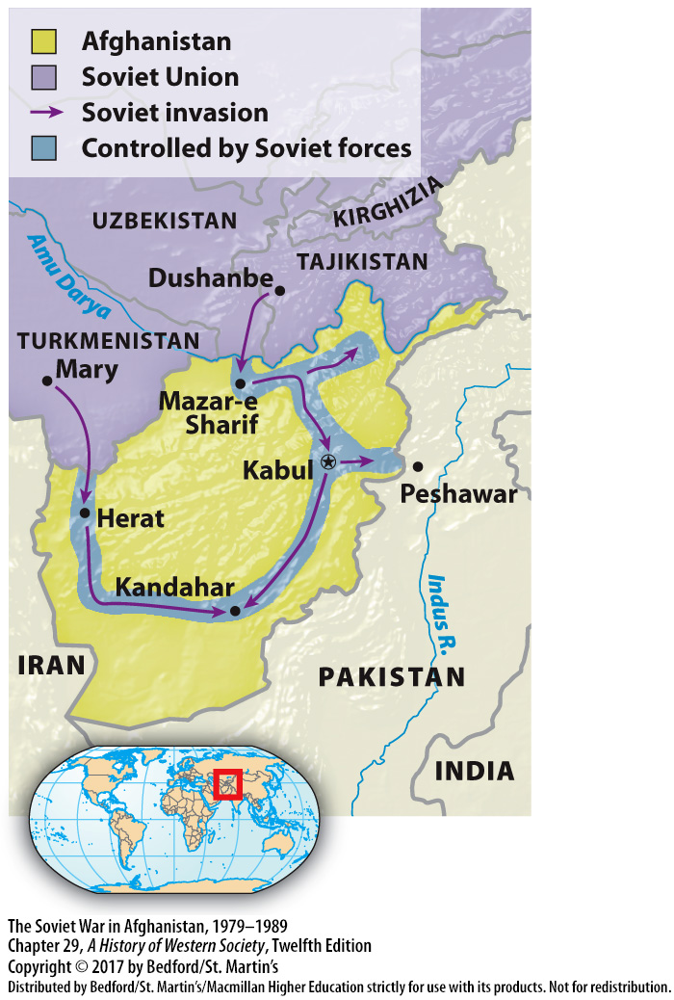 Afghanistan
Soviet Union
Soviet invasion
Controlled by Soviet forces
KIRGHIZIA
UZBEKISTAN
TAJIKISTAN
Amu Darya
Dushanbe
TURKMENISTAN
Mary
Mazar-e
Sharif
Kabul
Peshawar
Herat
Kandahar
Indus R.
IRAN
PAKISTAN
INDIA
The Soviet War in Afghanistan, 1979–1989
Chapter 29, A History of Western Society, Twelfth Edition
Copyright © 2017 by Bedford/St. Martin’s
Distributed by Bedford/St. Martin’s/Macmillan Higher Education strictly for use with its products. Not for redistribution.